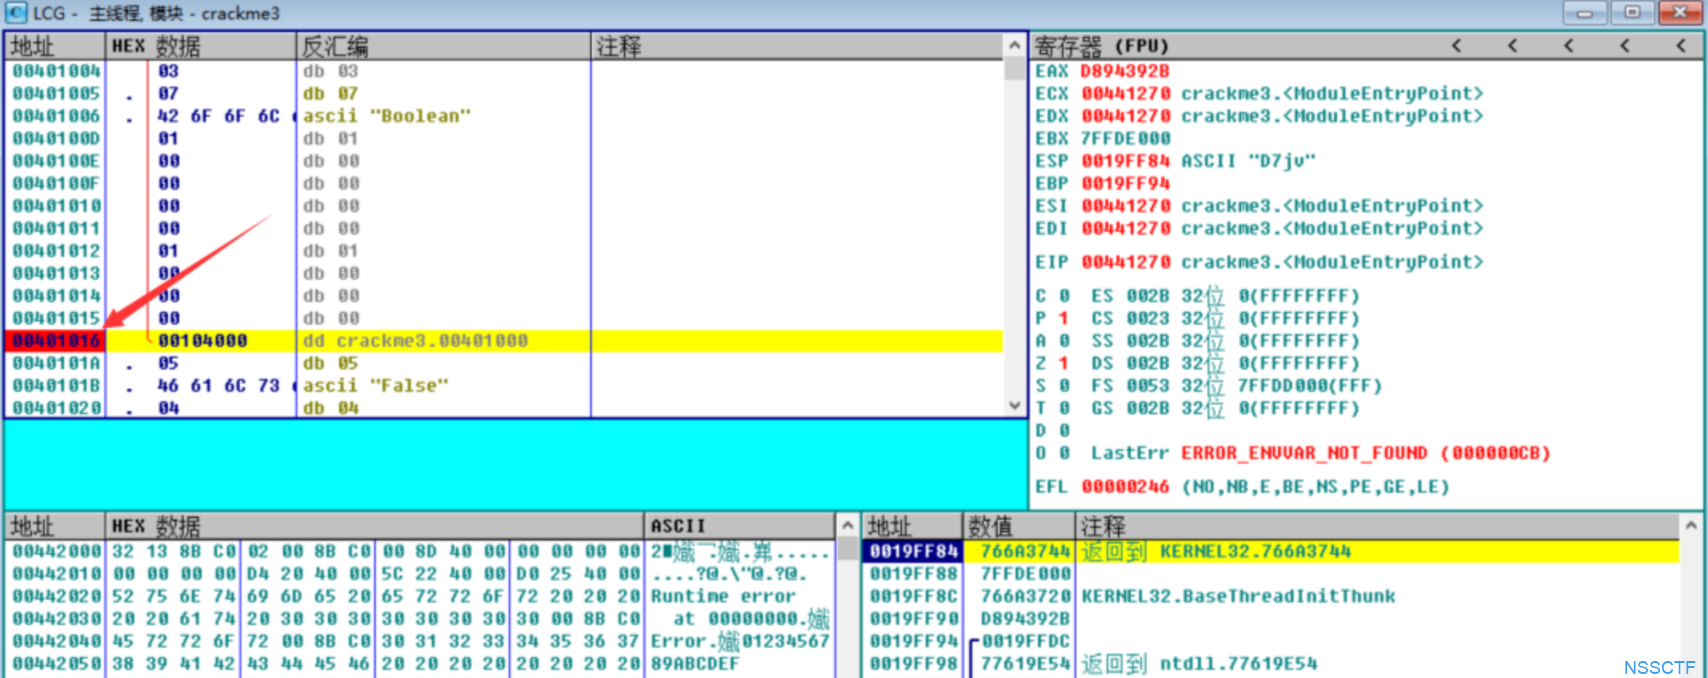 LCG - 主线程, 模块 - crackme3
地址 HEX 数据 反汇编 注释
00401004 03 db 03
00401005 . 07 db 07
00401006 . 42 6F 6F 6C ascii "Boolean"
0040100D 01 db 01
0040100E 00 db 00
0040100F 00 db 00
00401010 00 db 00
00401011 00 db 00
00401012 01 db 01
00401013 00 db 00
00401014 00 db 00
00401015 00 db 00
00401016 00104000 dd crackme3.00401000
0040101A . 05 db 05
0040101B . 46 61 6C 73 ascii "False"
00401020 . 04 db 04
寄存器 (FPU) < < < < <
EAX D894392B
ECX 00441270 crackme3.<ModuleEntryPoint>
EDX 00441270 crackme3.<ModuleEntryPoint>
EBX 7FFDE000
ESP 0019FF84 ASCII "D7jv"
EBP 0019FF94
ESI 00441270 crackme3.<ModuleEntryPoint>
EDI 00441270 crackme3.<ModuleEntryPoint>
EIP 00441270 crackme3.<ModuleEntryPoint>
C 0 ES 002B 32位 0(FFFFFFFF)
P 1 CS 0023 32位 0(FFFFFFFF)
A 0 SS 002B 32位 0(FFFFFFFF)
Z 1 DS 002B 32位 0(FFFFFFFF)
S 0 FS 0053 32位 7FFDD000(FFF)
T 0 GS 002B 32位 0(FFFFFFFF)
D 0
O 0 LastErr ERROR_ENVVAR_NOT_FOUND (000000CB)
EFL 00000246 (NO,NB,E,BE,NS,PE,GE,LE)
地址 HEX 数据 ASCII
00442000 32 13 8B C0 02 00 8B C0 00 8D 40 00 00 00 00 00
00442010 00 00 00 00 D4 20 40 00 5C 22 40 00 D0 25 40 00 ....?@.\"@.?@.
00442020 52 75 6E 74 69 6D 65 20 65 72 72 6F 72 20 20 20 Runtime error
00442030 20 20 61 74 20 30 30 30 30 30 30 30 30 00 8B C0 at 00000000.嬂
00442040 45 72 72 6F 72 00 8B C0 30 31 32 33 34 35 36 37 Error.嬂01234567
00442050 38 39 41 42 43 44 45 46 20 20 20 20 20 20 20 20 89ABCDEF
地址 数值 注释
0019FF84 766A3744 返回到 KERNEL32.766A3744
0019FF88 7FFDE000
0019FF8C 766A3720 KERNEL32.BaseThreadInitThunk
0019FF90 D894392B
0019FF94 0019FFDC
0019FF98 77619E54 返回到 ntdll.77619E54
NSSCTF